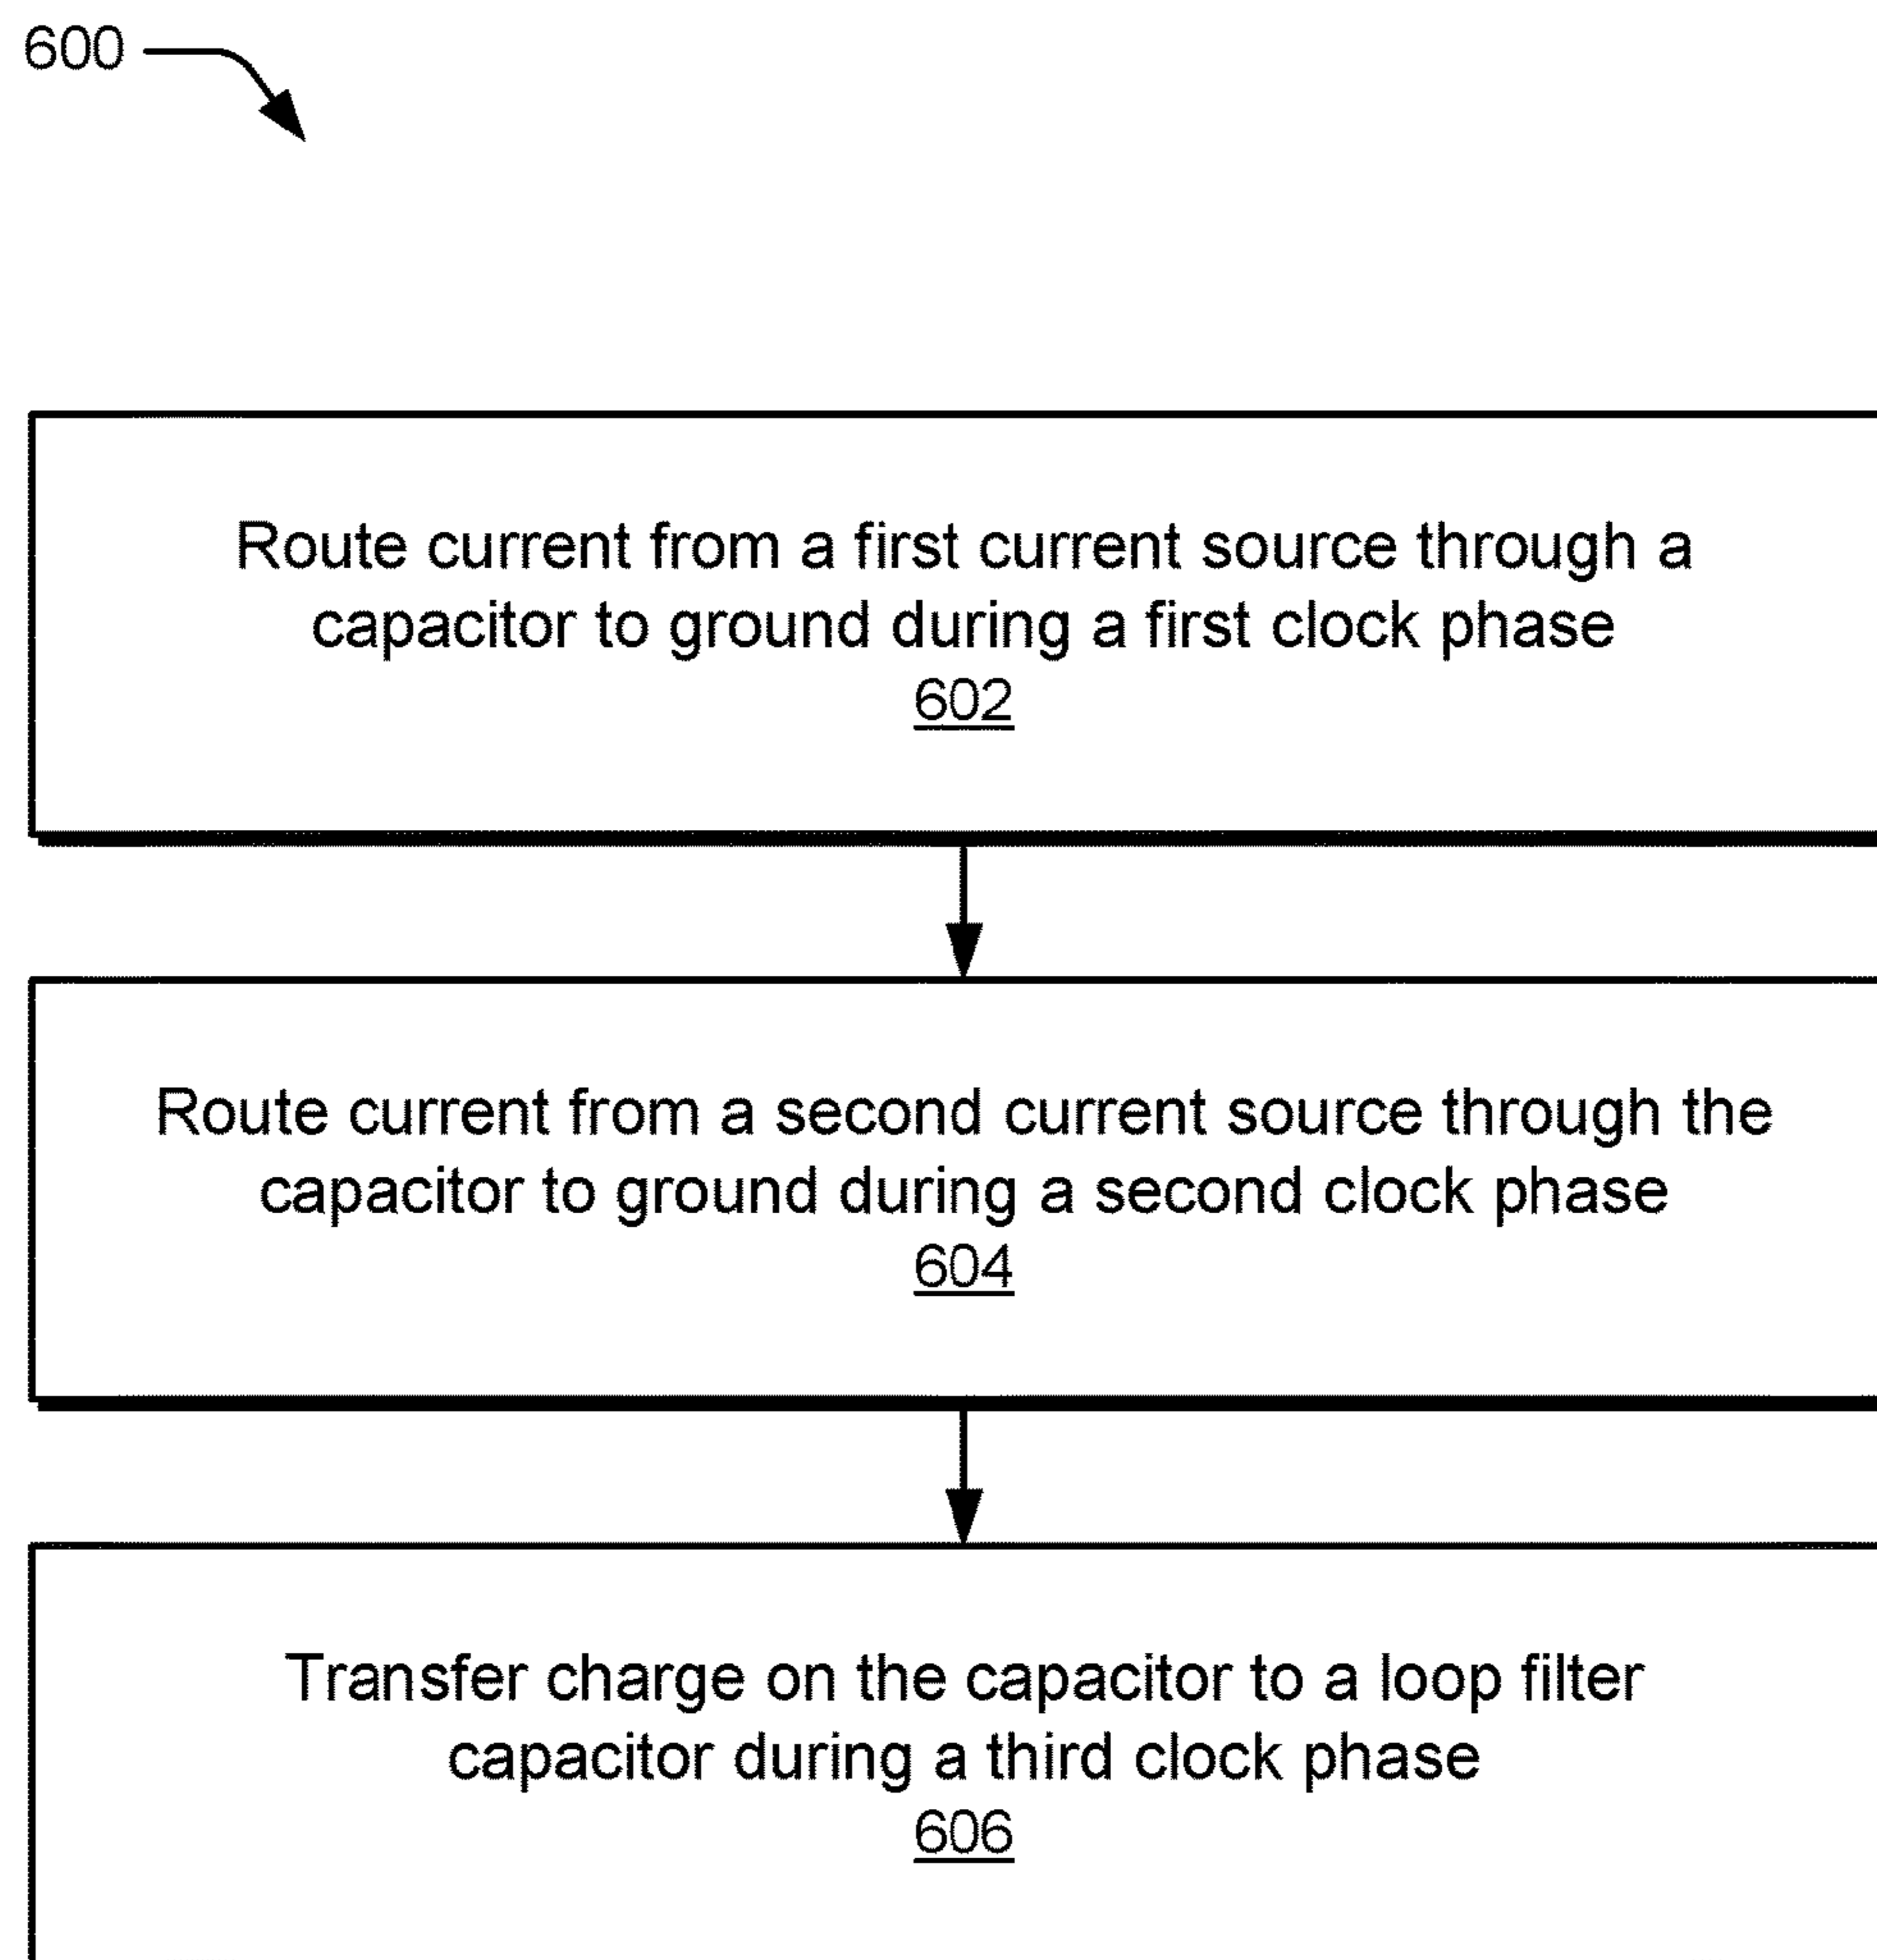 600
Route current from a first current source through a
capacitor to ground during a first clock phase
602
Route current from a second current source through the
capacitor to ground during a second clock phase
604
Transfer charge on the capacitor to a loop filter
capacitor during a third clock phase
606